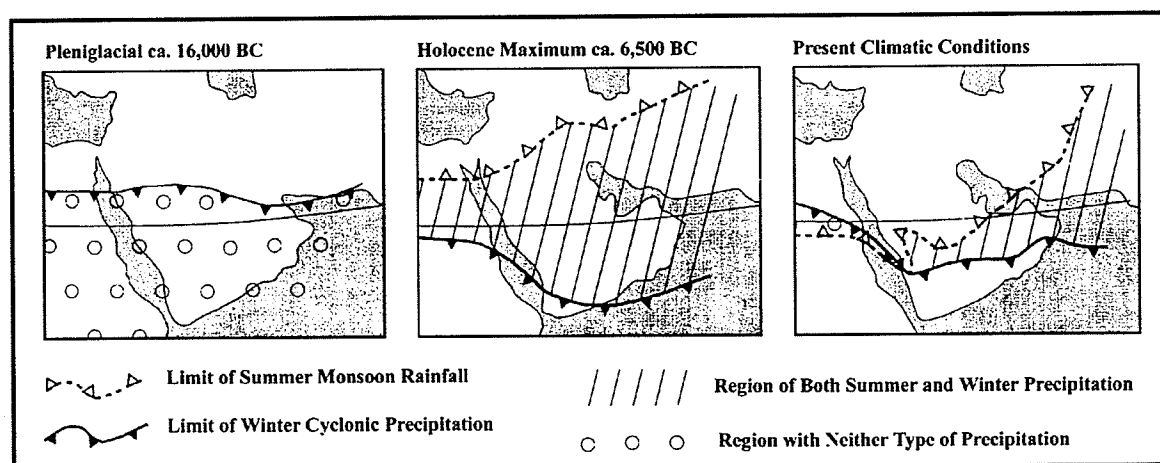 Pleniglacial ca. 16,000 BC
Holocene Maximum ca. 6,500 BC
Present Climatic Conditions
Limit of Summer Monsoon Rainfall
Region of Both Summer and Winter Precipitation
Limit of Winter Cyclonic Precipitation
Region with Neither Type of Precipitation